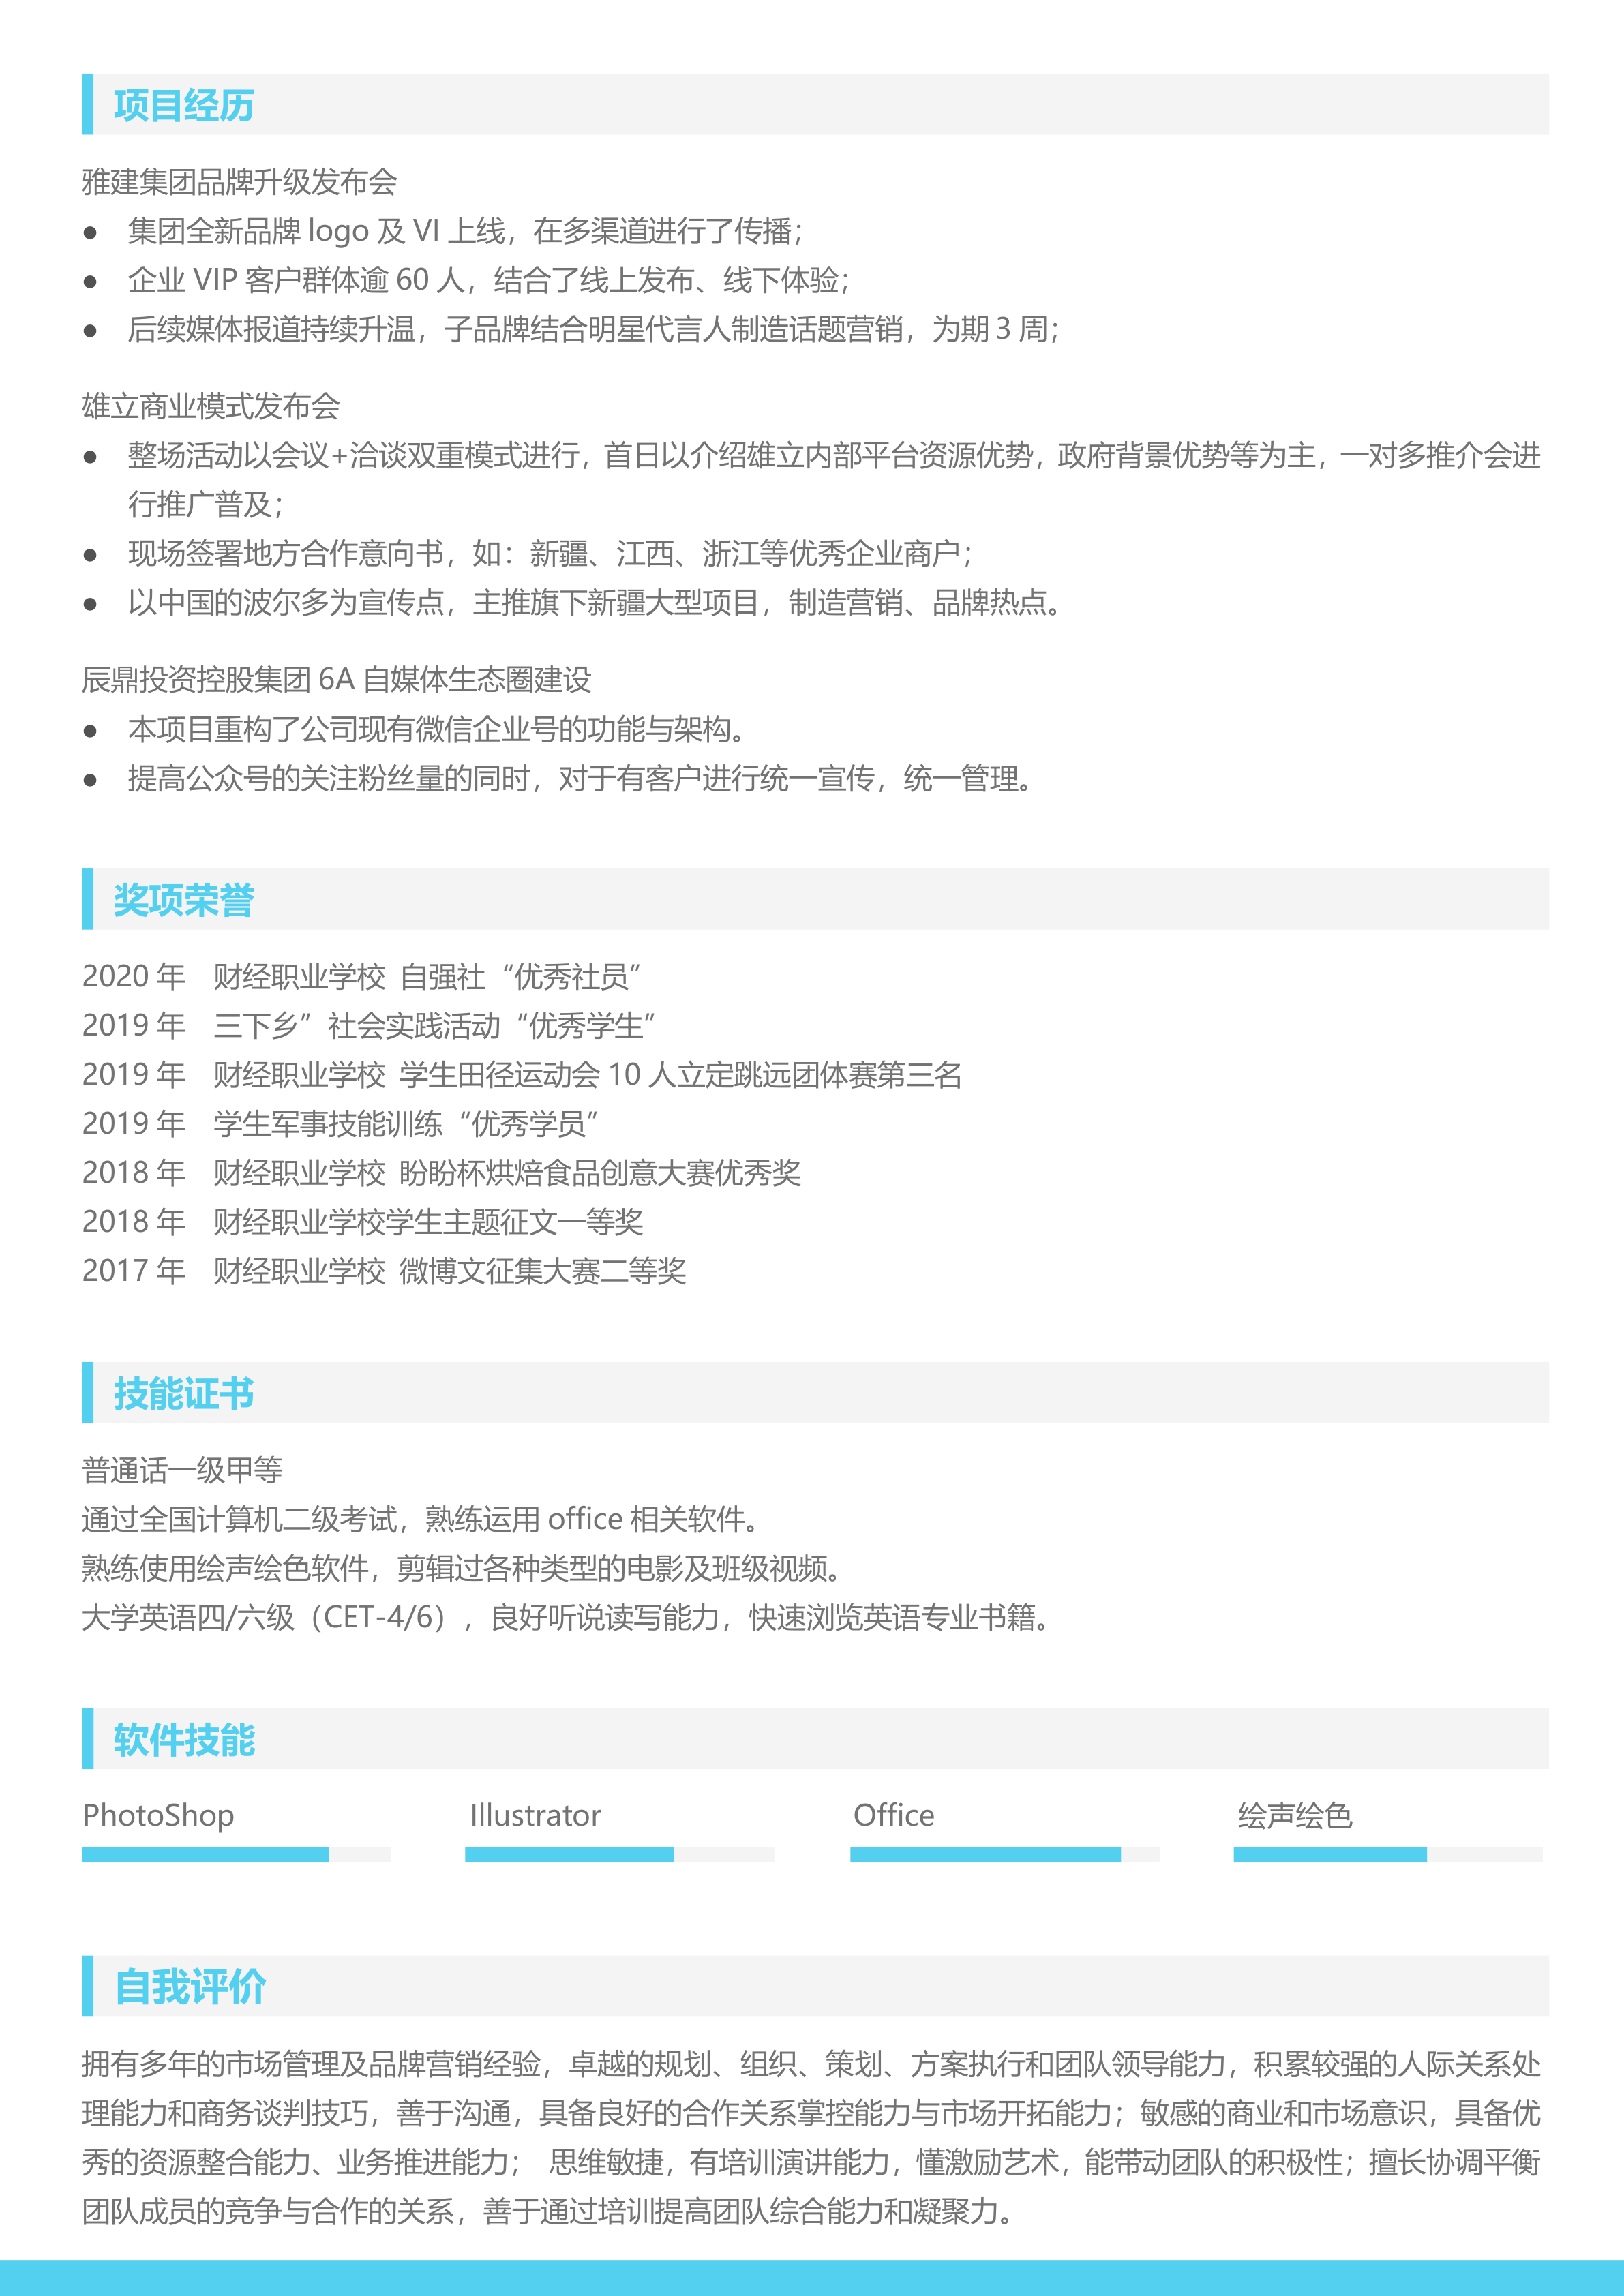 项目经历
雅建集团品牌升级发布会
● 集团全新品牌 logo 及 VI 上线，在多渠道进行了传播；
● 企业 VIP 客户群体逾 60 人，结合了线上发布、线下体验；
● 后续媒体报道持续升温，子品牌结合明星代言人制造话题营销，为期 3 周；
雄立商业模式发布会
● 整场活动以会议+洽谈双重模式进行，首日以介绍雄立内部平台资源优势，政府背景优势等为主，一对多推介会进
行推广普及；
● 现场签署地方合作意向书，如：新疆、江西、浙江等优秀企业商户；
● 以中国的波尔多为宣传点，主推旗下新疆大型项目，制造营销、品牌热点。
辰鼎投资控股集团 6A 自媒体生态圈建设
● 本项目重构了公司现有微信企业号的功能与架构。
● 提高公众号的关注粉丝量的同时，对于有客户进行统一宣传，统一管理。
奖项荣誉
2020 年 财经职业学校 自强社“优秀社员”
2019 年 三下乡”社会实践活动“优秀学生”
2019 年 财经职业学校 学生田径运动会 10 人立定跳远团体赛第三名
2019 年 学生军事技能训练“优秀学员”
2018 年 财经职业学校 盼盼杯烘焙食品创意大赛优秀奖
2018 年 财经职业学校学生主题征文一等奖
2017 年 财经职业学校 微博文征集大赛二等奖
技能证书
普通话一级甲等
通过全国计算机二级考试，熟练运用 office 相关软件。
熟练使用绘声绘色软件，剪辑过各种类型的电影及班级视频。
大学英语四/六级（CET-4/6），良好听说读写能力，快速浏览英语专业书籍。
软件技能
PhotoShop Illustrator Office 绘声绘色
自我评价
拥有多年的市场管理及品牌营销经验，卓越的规划、组织、策划、方案执行和团队领导能力，积累较强的人际关系处
理能力和商务谈判技巧，善于沟通，具备良好的合作关系掌控能力与市场开拓能力；敏感的商业和市场意识，具备优
秀的资源整合能力、业务推进能力； 思维敏捷，有培训演讲能力，懂激励艺术，能带动团队的积极性；擅长协调平衡
团队成员的竞争与合作的关系，善于通过培训提高团队综合能力和凝聚力。